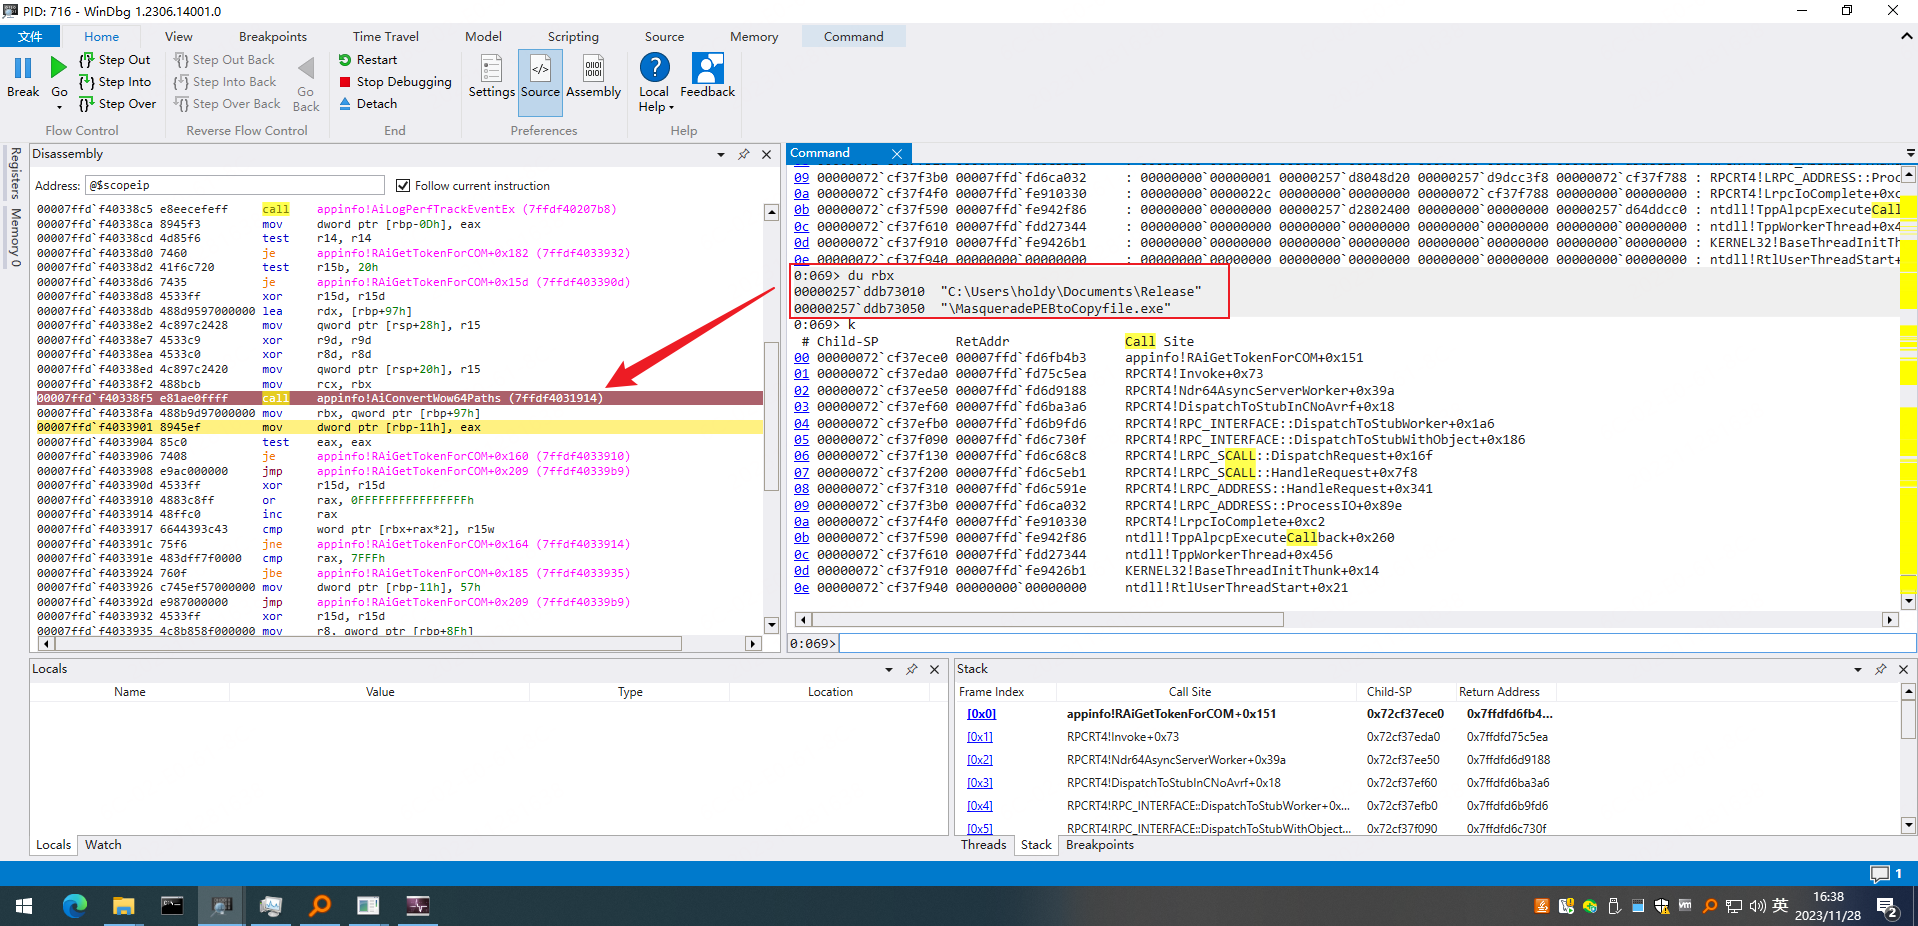 PID: 716 - WinDbg 1.2306.14001.0
文件 Home View Breakpoints Time Travel Model Scripting Source Memory Command
Break
Go
Step Out
Step Into
Step Over
Flow Control
Step Out Back
Step Into Back
Step Over Back
Go Back
Reverse Flow Control
Restart
Stop Debugging
Detach
End
Settings Source Assembly
Preferences
Local Help
Feedback
Help
Registers
Memory 0
Disassembly
Address: @$scopeip Follow current instruction
00007ffd`f40338c5 e8eecefeff call appinfo!AiLogPerfTrackEventEx (7ffdf40207b8)
00007ffd`f40338ca 8945f3 mov dword ptr [rbp-0Dh], eax
00007ffd`f40338cd 4d85f6 test r14, r14
00007ffd`f40338d0 7460 je appinfo!RAiGetTokenForCOM+0x182 (7ffdf4033932)
00007ffd`f40338d2 41f6c720 test r15b, 20h
00007ffd`f40338d6 7435 je appinfo!RAiGetTokenForCOM+0x15d (7ffdf403390d)
00007ffd`f40338d8 4533ff xor r15d, r15d
00007ffd`f40338db 488d9597000000 lea rdx, [rbp+97h]
00007ffd`f40338e2 4c897c2428 mov qword ptr [rsp+28h], r15
00007ffd`f40338e7 4533c9 xor r9d, r9d
00007ffd`f40338ea 4533c0 xor r8d, r8d
00007ffd`f40338ed 4c897c2420 mov qword ptr [rsp+20h], r15
00007ffd`f40338f2 488bcb mov rcx, rbx
00007ffd`f40338f5 e81ae0ffff call appinfo!AiConvertWow64Paths (7ffdf4031914)
00007ffd`f40338fa 488b9d97000000 mov rbx, qword ptr [rbp+97h]
00007ffd`f4033901 8945ef mov dword ptr [rbp-11h], eax
00007ffd`f4033904 85c0 test eax, eax
00007ffd`f4033906 7408 je appinfo!RAiGetTokenForCOM+0x160 (7ffdf4033910)
00007ffd`f4033908 e9ac000000 jmp appinfo!RAiGetTokenForCOM+0x209 (7ffdf40339b9)
00007ffd`f403390d 4533ff xor r15d, r15d
00007ffd`f4033910 4883c8ff or rax, 0FFFFFFFFFFFFFFFFh
00007ffd`f4033914 48ffc0 inc rax
00007ffd`f4033917 6644393c43 cmp word ptr [rbx+rax*2], r15w
00007ffd`f403391c 75f6 jne appinfo!RAiGetTokenForCOM+0x164 (7ffdf4033914)
00007ffd`f403391e 483dff7f0000 cmp rax, 7FFFh
00007ffd`f4033924 760f jbe appinfo!RAiGetTokenForCOM+0x185 (7ffdf4033935)
00007ffd`f4033926 c745ef57000000 mov dword ptr [rbp-11h], 57h
00007ffd`f403392d e987000000 jmp appinfo!RAiGetTokenForCOM+0x209 (7ffdf40339b9)
00007ffd`f4033932 4533ff xor r15d, r15d
00007ffd`f4033935 4c8b858f000000 mov r8, qword ptr [rbp+8Fh]
Command
09 00000072`cf37f3b0 00007ffd`fd6ca032 : 00000000`00000001 00000257`d8048d20 00000257`d9dcc3f8 00000072`cf37f788 : RPCRT4!LRPC_ADDRESS::Proc
0a 00000072`cf37f4f0 00007ffd`fe910330 : 00000000`00000000 00000000`0000022c 00000000`00000000 00000072`cf37f788 : RPCRT4!LrpcIoComplete+0xc
0b 00000072`cf37f590 00007ffd`fe942f86 : 00000000`00000000 00000257`d2802400 00000000`00000000 00000257`d64ddcc0 : ntdll!TppAlpcpExecuteCall
0c 00000072`cf37f610 00007ffd`fdd27344 : 00000000`00000000 00000000`00000000 00000000`00000000 00000000`00000000 : ntdll!TppWorkerThread+0x4
0d 00000072`cf37f910 00007ffd`fe9426b1 : 00000000`00000000 00000000`00000000 00000000`00000000 00000000`00000000 : KERNEL32!BaseThreadInitTh
0e 00000072`cf37f940 00000000`00000000 : 00000000`00000000 00000000`00000000 00000000`00000000 00000000`00000000 : ntdll!RtlUserThreadStart+
0:069> du rbx
00000257`ddb73010 "C:\Users\holdy\Documents\Release"
00000257`ddb73050 "\MasqueradePEBtoCopyfile.exe"
0:069> k
# Child-SP RetAddr Call Site
00 00000072`cf37ece0 00007ffd`fd6fb4b3 appinfo!RAiGetTokenForCOM+0x151
01 00000072`cf37eda0 00007ffd`fd75c5ea RPCRT4!Invoke+0x73
02 00000072`cf37ee50 00007ffd`fd6d9188 RPCRT4!Ndr64AsyncServerWorker+0x39a
03 00000072`cf37ef60 00007ffd`fd6ba3a6 RPCRT4!DispatchToStubInCNoAvrf+0x18
04 00000072`cf37efb0 00007ffd`fd6b9fd6 RPCRT4!RPC_INTERFACE::DispatchToStubWorker+0x1a6
05 00000072`cf37f090 00007ffd`fd6c730f RPCRT4!RPC_INTERFACE::DispatchToStubWithObject+0x186
06 00000072`cf37f130 00007ffd`fd6c68c8 RPCRT4!LRPC_SCALL::DispatchRequest+0x16f
07 00000072`cf37f200 00007ffd`fd6c5eb1 RPCRT4!LRPC_SCALL::HandleRequest+0x7f8
08 00000072`cf37f310 00007ffd`fd6c591e RPCRT4!LRPC_ADDRESS::HandleRequest+0x341
09 00000072`cf37f3b0 00007ffd`fd6ca032 RPCRT4!LRPC_ADDRESS::ProcessIO+0x89e
0a 00000072`cf37f4f0 00007ffd`fe910330 RPCRT4!LrpcIoComplete+0xc2
0b 00000072`cf37f590 00007ffd`fe942f86 ntdll!TppAlpcpExecuteCallback+0x260
0c 00000072`cf37f610 00007ffd`fdd27344 ntdll!TppWorkerThread+0x456
0d 00000072`cf37f910 00007ffd`fe9426b1 KERNEL32!BaseThreadInitThunk+0x14
0e 00000072`cf37f940 00000000`00000000 ntdll!RtlUserThreadStart+0x21
0:069>
Locals
Name Value Type Location
Locals Watch
Stack
Frame Index Call Site Child-SP Return Address
[0x0] appinfo!RAiGetTokenForCOM+0x151 0x72cf37ece0 0x7ffdfd6fb4...
[0x1] RPCRT4!Invoke+0x73 0x72cf37eda0 0x7ffdfd75c5ea
[0x2] RPCRT4!Ndr64AsyncServerWorker+0x39a 0x72cf37ee50 0x7ffdfd6d9188
[0x3] RPCRT4!DispatchToStubInCNoAvrf+0x18 0x72cf37ef60 0x7ffdfd6ba3a6
[0x4] RPCRT4!RPC_INTERFACE::DispatchToStubWorker+0x... 0x72cf37efb0 0x7ffdfd6b9fd6
[0x5] RPCRT4!RPC_INTERFACE::DispatchToStubWithObject... 0x72cf37f090 0x7ffdfd6c730f
Threads Stack Breakpoints
1
英
16:38
2023/11/28
2